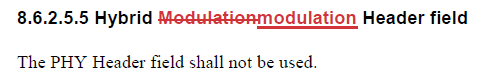 8.6.2.5.5 Hybrid Modulationmodulation Header field
The PHY Header field shall not be used.